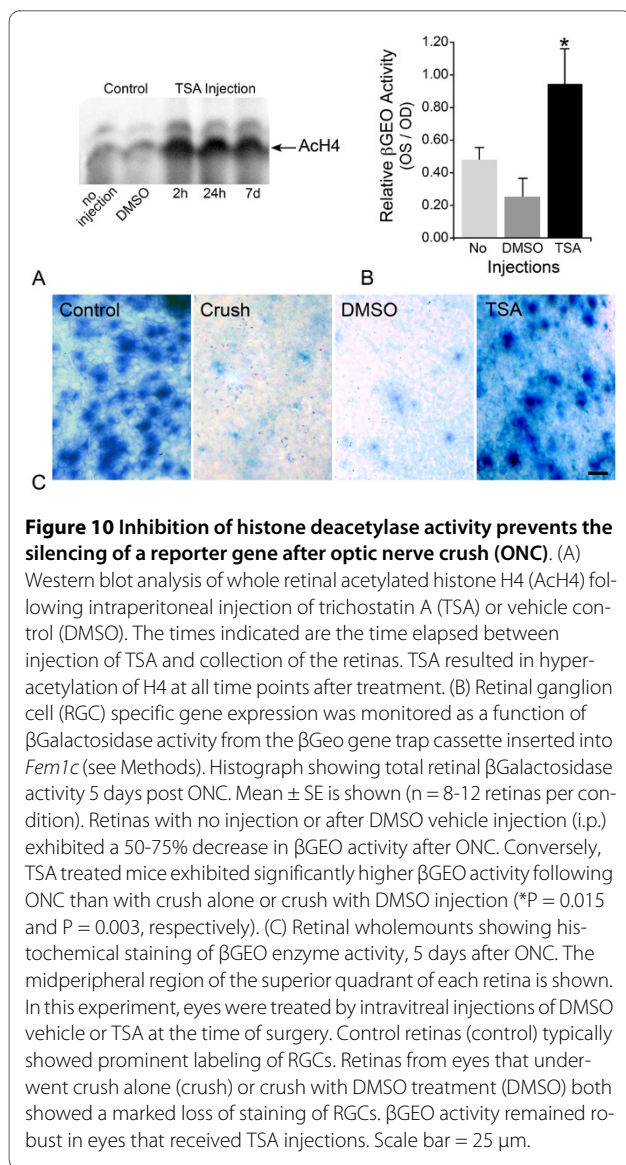 Control TSA Injection
AcH4
no injection DMSO 2h 24h 7d
Relative βGEO Activity
(OS / OD)
1.20
1.00
0.80
0.60
0.40
0.20
0.00
*
No DMSO TSA
Injections
A B
Control Crush DMSO TSA
C
Figure 10 Inhibition of histone deacetylase activity prevents the
silencing of a reporter gene after optic nerve crush (ONC). (A)
Western blot analysis of whole retinal acetylated histone H4 (AcH4) fol-
lowing intraperitoneal injection of trichostatin A (TSA) or vehicle con-
trol (DMSO). The times indicated are the time elapsed between
injection of TSA and collection of the retinas. TSA resulted in hyper-
acetylation of H4 at all time points after treatment. (B) Retinal ganglion
cell (RGC) specific gene expression was monitored as a function of
βGalactosidase activity from the βGeo gene trap cassette inserted into
Fem1c (see Methods). Histograph showing total retinal βGalactosidase
activity 5 days post ONC. Mean ± SE is shown (n = 8-12 retinas per con-
dition). Retinas with no injection or after DMSO vehicle injection (i.p.)
exhibited a 50-75% decrease in βGEO activity after ONC. Conversely,
TSA treated mice exhibited significantly higher βGEO activity following
ONC than with crush alone or crush with DMSO injection (*P = 0.015
and P = 0.003, respectively). (C) Retinal wholemounts showing his-
tochemical staining of βGEO enzyme activity, 5 days after ONC. The
midperipheral region of the superior quadrant of each retina is shown.
In this experiment, eyes were treated by intravitreal injections of DMSO
vehicle or TSA at the time of surgery. Control retinas (control) typically
showed prominent labeling of RGCs. Retinas from eyes that under-
went crush alone (crush) or crush with DMSO treatment (DMSO) both
showed a marked loss of staining of RGCs. βGEO activity remained ro-
bust in eyes that received TSA injections. Scale bar = 25 μm.